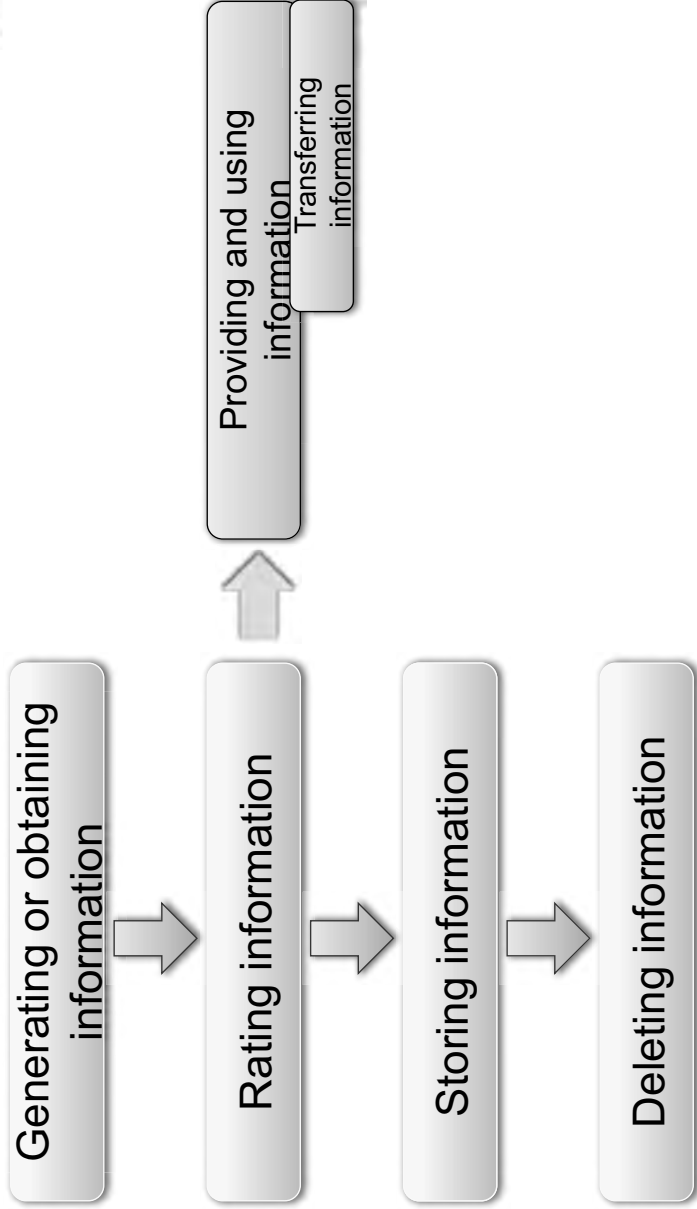 Generating or obtaining
information
Rating information
Providing and using
information
Transferring
information
Storing information
Deleting information